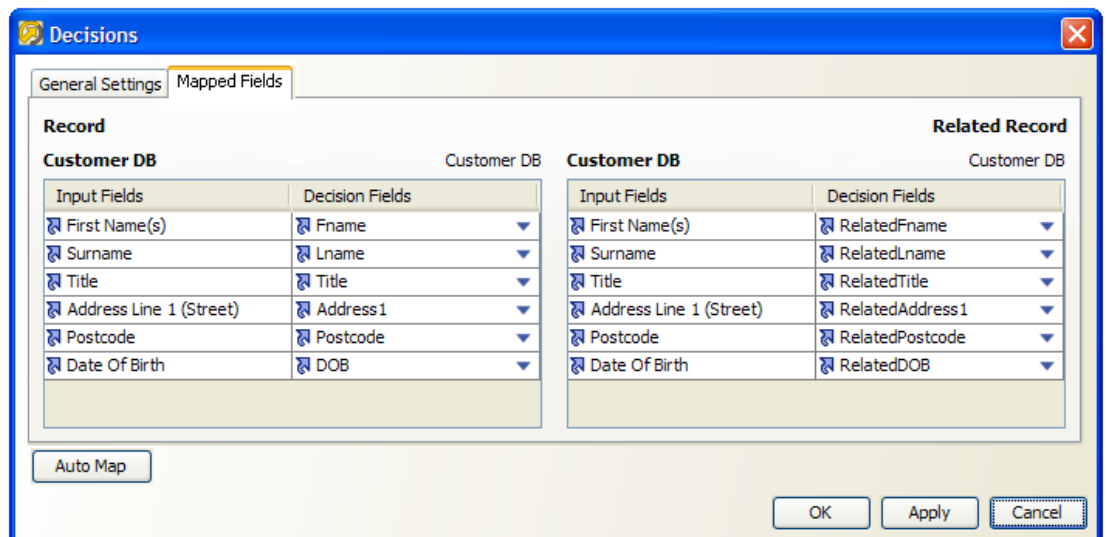 Decisions
General Settings Mapped Fields
Record Related Record
Customer DB Customer DB Customer DB Customer DB
Input Fields Decision Fields Input Fields Decision Fields
First Name(s) Fname First Name(s) RelatedFname
Surname Lname Surname RelatedLname
Title Title Title RelatedTitle
Address Line 1 (Street) Address1 Address Line 1 (Street) RelatedAddress1
Postcode Postcode Postcode RelatedPostcode
Date Of Birth DOB Date Of Birth RelatedDOB
Auto Map
OK Apply Cancel